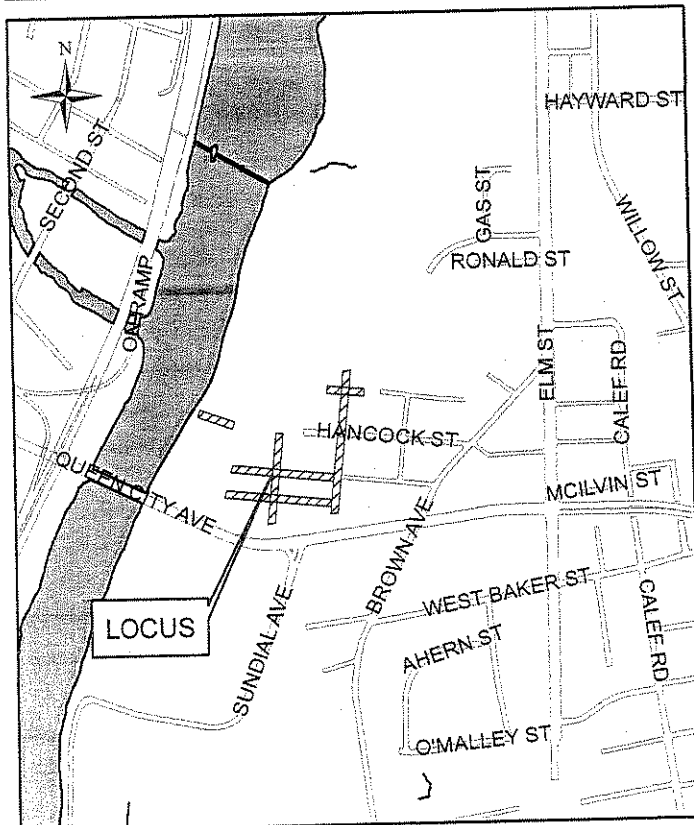 N
HAYWARD ST
SECOND ST
GAS ST
WILLOW ST
RONALD ST
ON RAMP
ELM ST
CALEF RD
HANCOCK ST
QUEEN CITY AVE
MCILVIN ST
BROWN AVE
WEST BAKER ST
LOCUS
SUNDIAL AVE
AHERN ST
CALEF RD
O'MALLEY ST